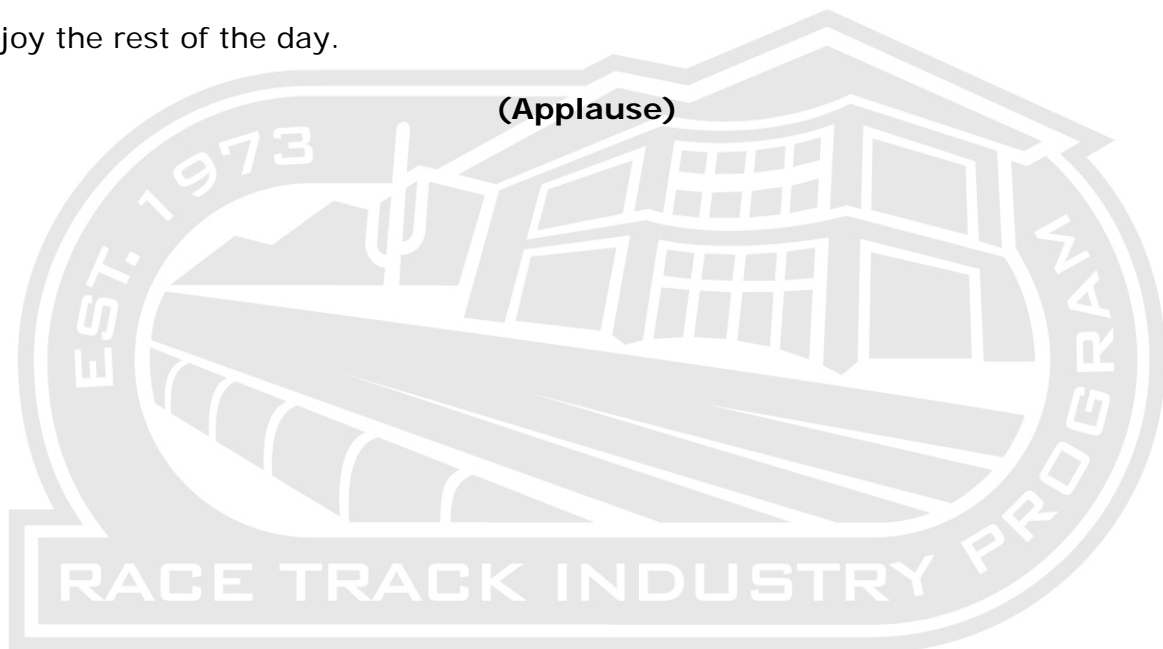 joy the rest of the day.
(Applause)
EST. 1973
RACE TRACK INDUSTRY PROGRAM